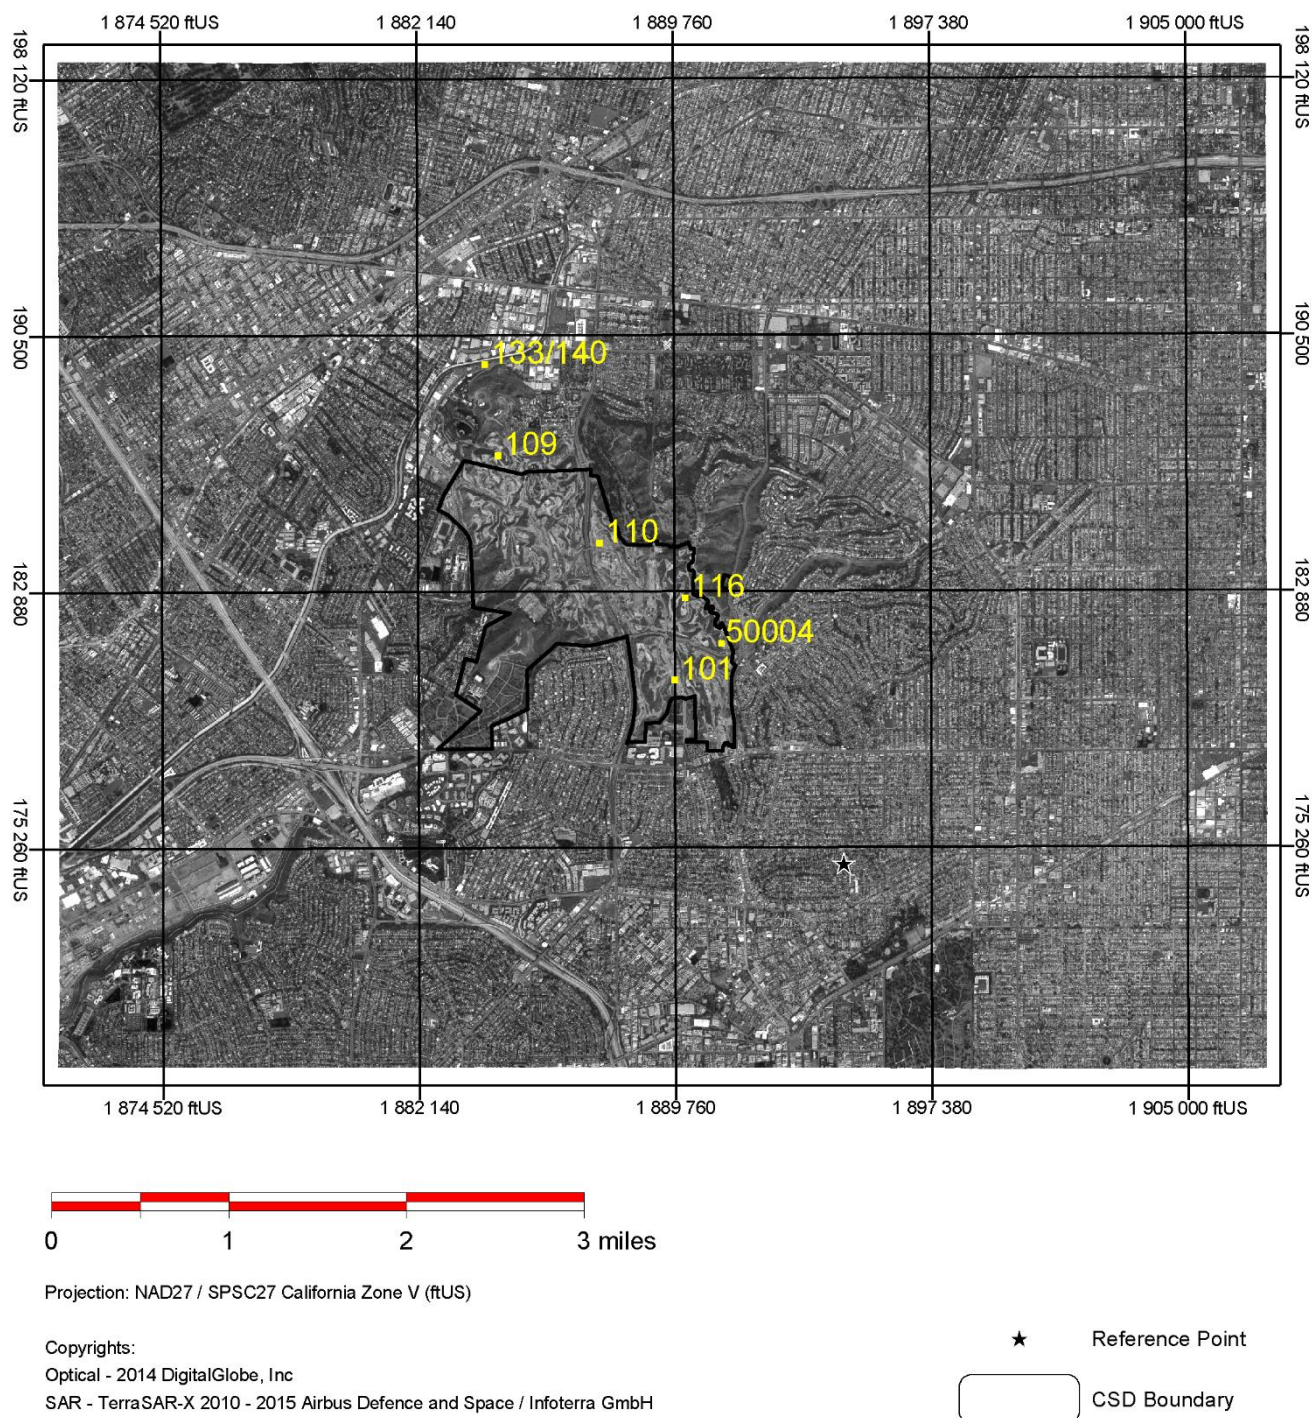 1 874 520 ftUS
1 882 140
1 889 760
1 897 380
1 905 000 ftUS
198 120 ftUS
198 120 ftUS
190 500
190 500
133/140
109
110
182 880
182 880
116
50004
101
175 260 ftUS
175 260 ftUS
1 874 520 ftUS
1 882 140
1 889 760
1 897 380
1 905 000 ftUS
0
1
2
3 miles
Projection: NAD27 / SPSC27 California Zone V (ftUS)
Copyrights:
Optical - 2014 DigitalGlobe, Inc
SAR - TerraSAR-X 2010 - 2015 Airbus Defence and Space / Infoterra GmbH
Reference Point
CSD Boundary